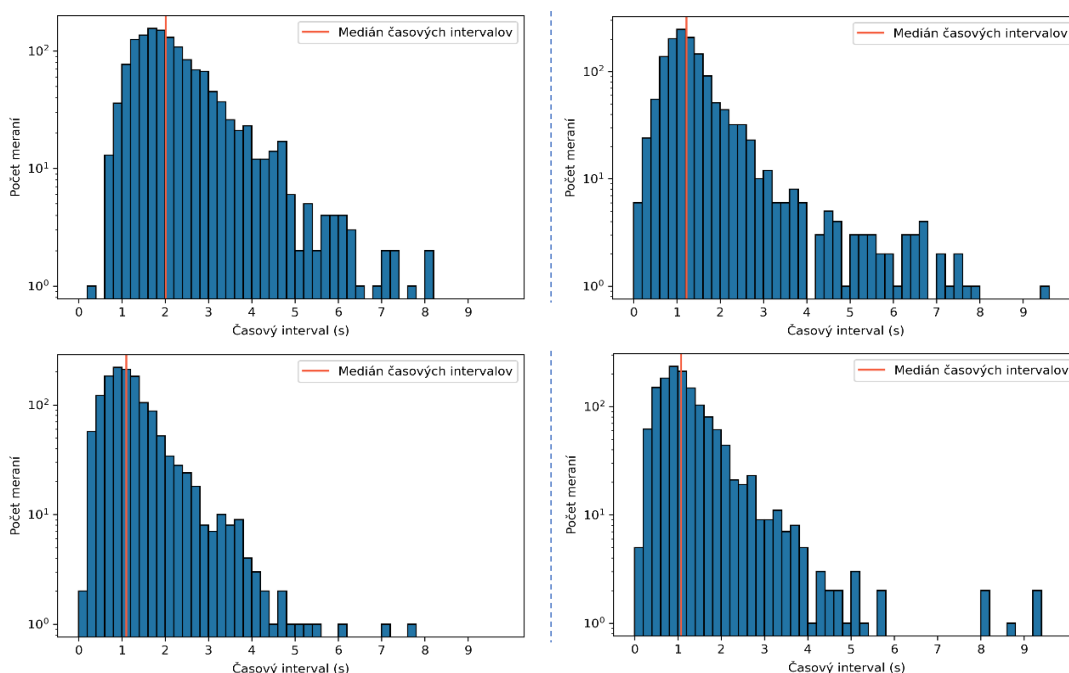 Medián časových intervalov
Počet meraní
10²
10¹
10⁰
0 1 2 3 4 5 6 7 8 9
Časový interval (s)
Medián časových intervalov
Počet meraní
10²
10¹
10⁰
0 1 2 3 4 5 6 7 8 9
Časový interval (s)
Medián časových intervalov
Počet meraní
10²
10¹
10⁰
0 1 2 3 4 5 6 7 8 9
Časový interval (s)
Medián časových intervalov
Počet meraní
10²
10¹
10⁰
0 1 2 3 4 5 6 7 8 9
Časový interval (s)